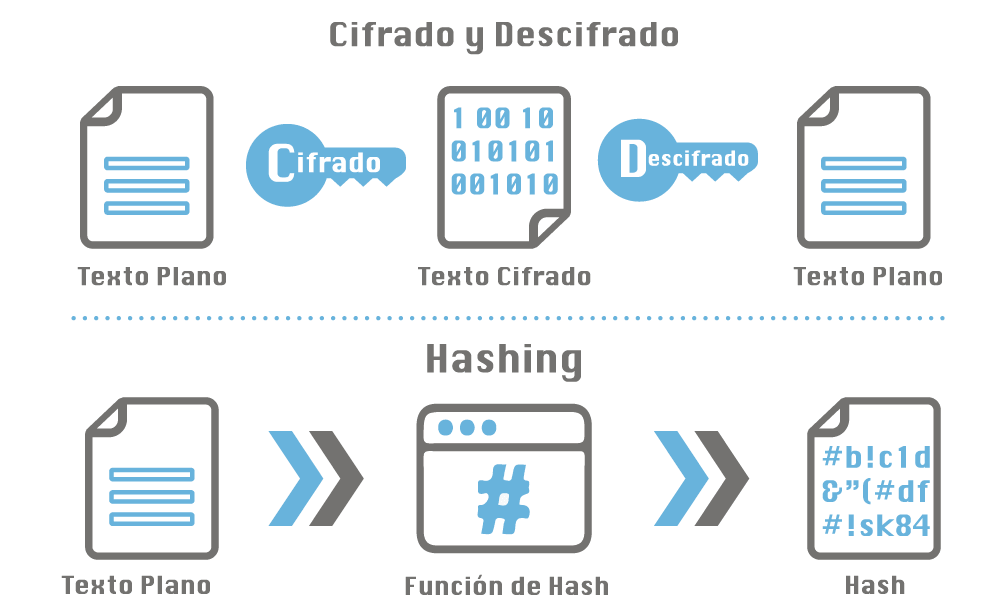 Cifrado y Descifrado
Cifrado
1 00 10
010101
001010
Descifrado
Texto Plano
Texto Cifrado
Texto Plano
Hashing
#
#b!c1d
&”(#df
#!sk84
Texto Plano
Función de Hash
Hash